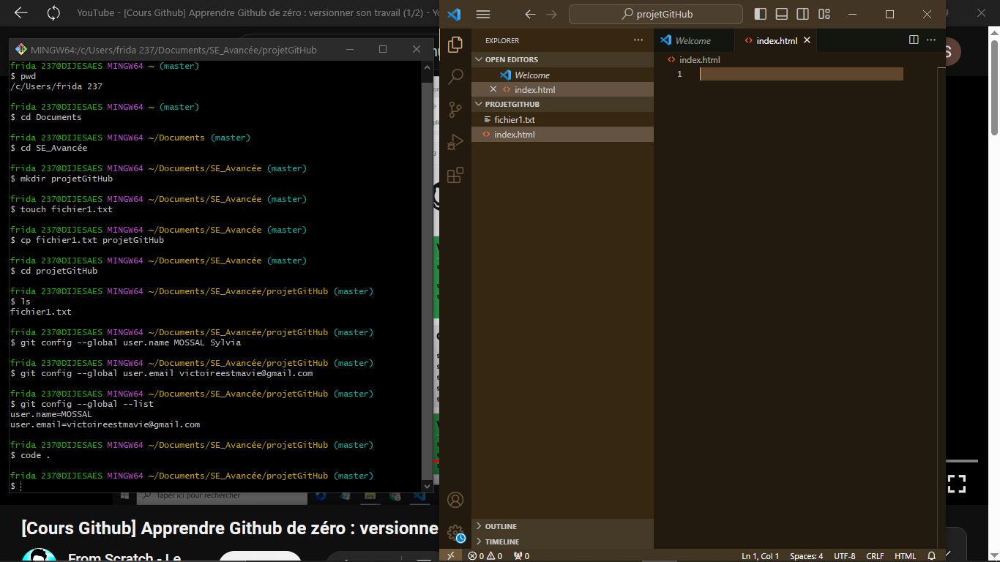 YouTube - [Cours Github] Apprendre Github de zéro : versionner son travail (1/2) - Yo
MINGW64:/c/Users/frida 237/Documents/SE_Avancée/projetGitHub
frida 237@DIJESAES MINGW64 ~ (master)
$ pwd
/c/Users/frida 237
frida 237@DIJESAES MINGW64 ~ (master)
$ cd Documents
frida 237@DIJESAES MINGW64 ~/Documents (master)
$ cd SE_Avancée
frida 237@DIJESAES MINGW64 ~/Documents/SE_Avancée (master)
$ mkdir projetGitHub
frida 237@DIJESAES MINGW64 ~/Documents/SE_Avancée (master)
$ touch fichier1.txt
frida 237@DIJESAES MINGW64 ~/Documents/SE_Avancée (master)
$ cp fichier1.txt projetGitHub
frida 237@DIJESAES MINGW64 ~/Documents/SE_Avancée (master)
$ cd projetGitHub
frida 237@DIJESAES MINGW64 ~/Documents/SE_Avancée/projetGitHub (master)
$ ls
fichier1.txt
frida 237@DIJESAES MINGW64 ~/Documents/SE_Avancée/projetGitHub (master)
$ git config --global user.name MOSSAL Sylvia
frida 237@DIJESAES MINGW64 ~/Documents/SE_Avancée/projetGitHub (master)
$ git config --global user.email victoireestmavie@gmail.com
frida 237@DIJESAES MINGW64 ~/Documents/SE_Avancée/projetGitHub (master)
$ git config --global --list
user.name=MOSSAL
user.email=victoireestmavie@gmail.com
frida 237@DIJESAES MINGW64 ~/Documents/SE_Avancée/projetGitHub (master)
$ code .
frida 237@DIJESAES MINGW64 ~/Documents/SE_Avancée/projetGitHub (master)
$
Taper ici pour rechercher
[Cours Github] Apprendre Github de zéro : versionne
From Scratch - Le
projetGitHub
EXPLORER
OPEN EDITORS
Welcome
index.html
PROJETGITHUB
fichier1.txt
index.html
OUTLINE
TIMELINE
Welcome
index.html
index.html
1
S
0 0 0
Ln 1, Col 1 Spaces: 4 UTF-8 CRLF HTML